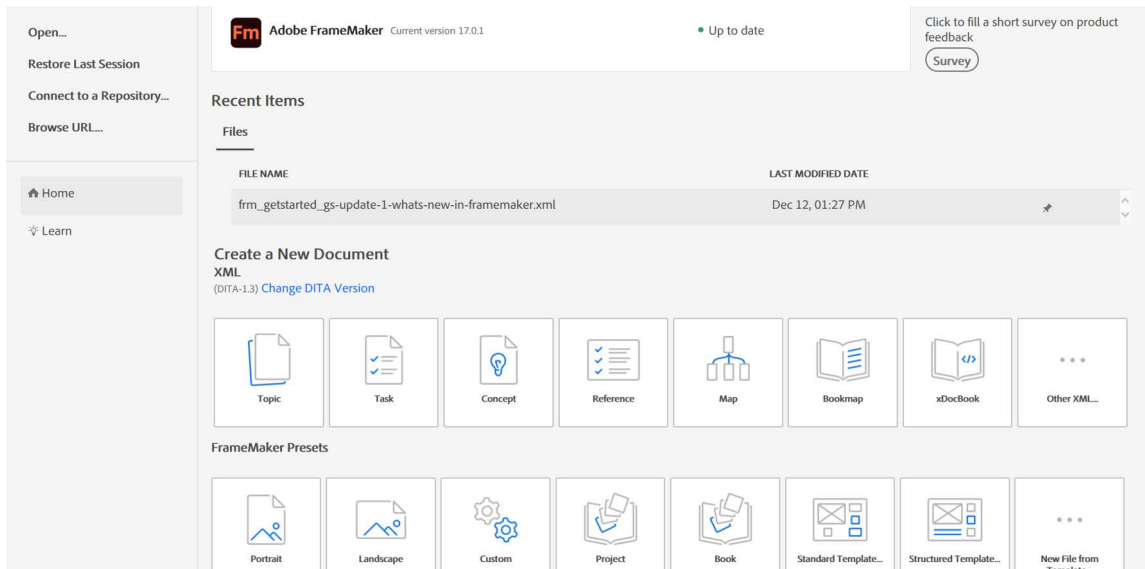 Open...
Restore Last Session
Connect to a Repository...
Browse URL...
Home
Learn
Fm
Adobe FrameMaker Current version 17.0.1
Up to date
Click to fill a short survey on product
feedback
Survey
Recent Items
Files
FILE NAME LAST MODIFIED DATE
frm_getstarted_gs-update-1-whats-new-in-framemaker.xml Dec 12, 01:27 PM
Create a New Document
XML
(DITA-1.3) Change DITA Version
Topic Task Concept Reference Map Bookmap xDocBook Other XML...
FrameMaker Presets
Portrait Landscape Custom Project Book Standard Template... Structured Template... New File from
Template...